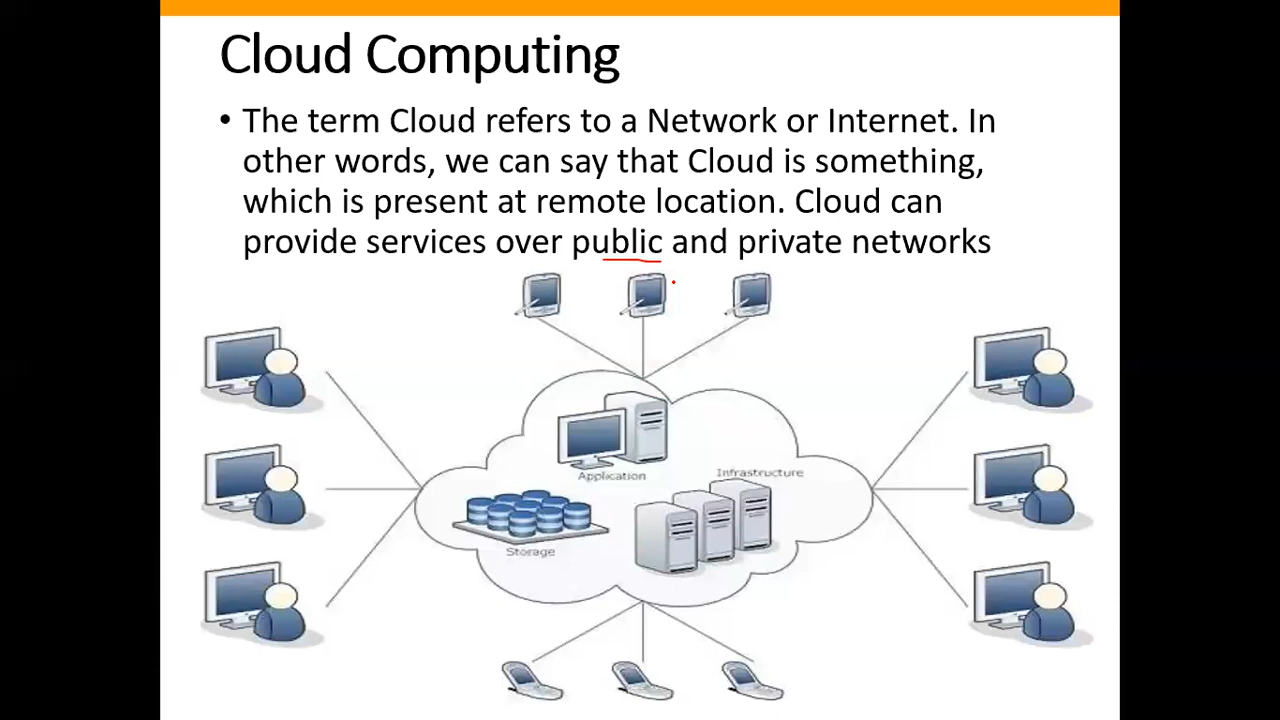 Cloud Computing
• The term Cloud refers to a Network or Internet. In
other words, we can say that Cloud is something,
which is present at remote location. Cloud can
provide services over public and private networks
Application
Infrastructure
Storage